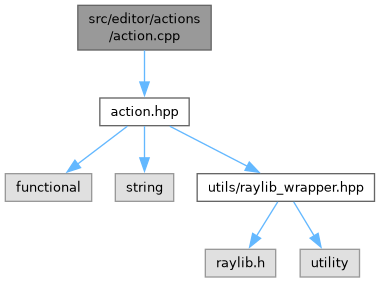 src/editor/actions
/action.cpp
action.hpp
functional
string
utils/raylib_wrapper.hpp
raylib.h
utility